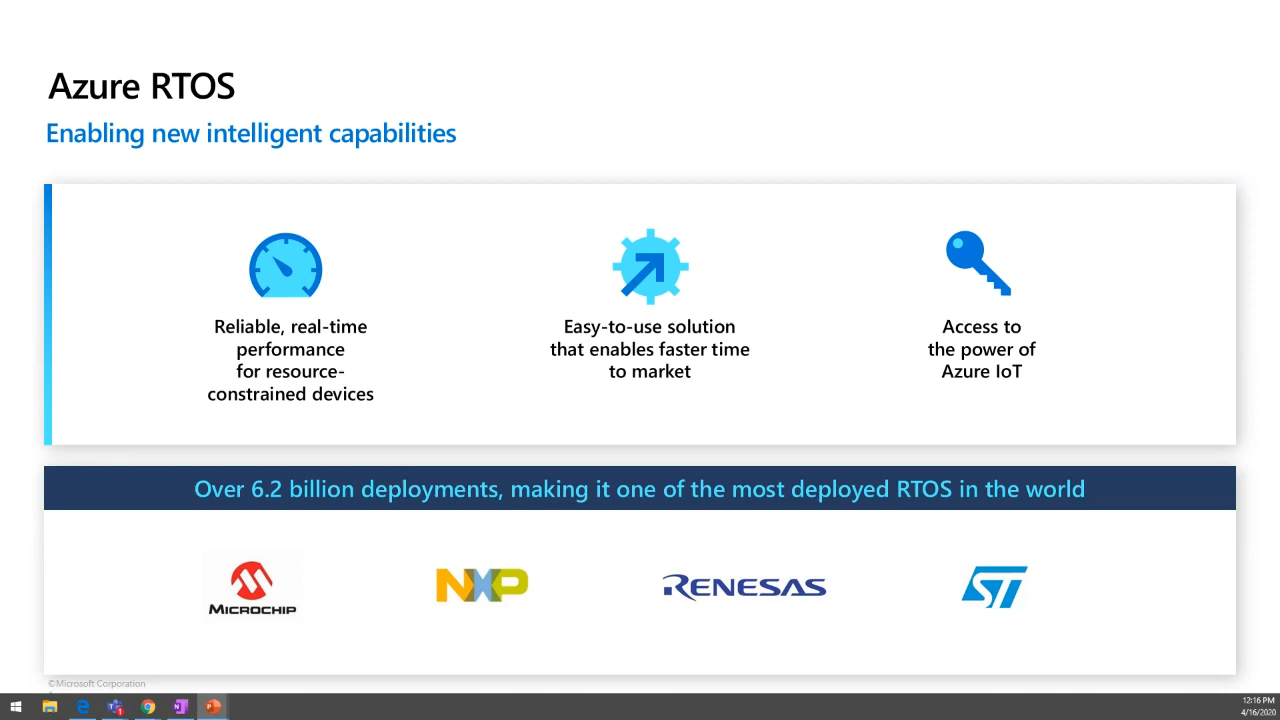 Azure RTOS
Enabling new intelligent capabilities
Reliable, real-time
performance
for resource-
constrained devices
Easy-to-use solution
that enables faster time
to market
Access to
the power of
Azure IoT
Over 6.2 billion deployments, making it one of the most deployed RTOS in the world
MICROCHIP
NXP
RENESAS
ST
©Microsoft Corporation
12:16 PM
4/16/2020